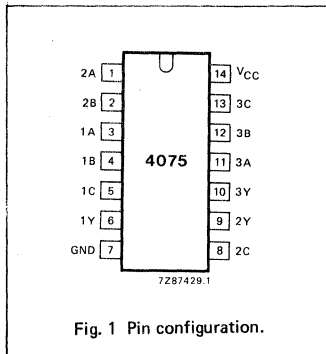 2A 1 14 VCC
2B 2 13 3C
1A 3 12 3B
1B 4 4075 11 3A
1C 5 10 3Y
1Y 6 9 2Y
GND 7 8 2C
7Z87429.1
Fig. 1 Pin configuration.